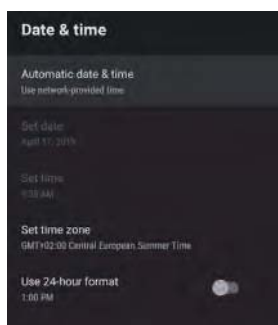 Date & time
Automatic date & time
Use network-provided time
Set date
April 17, 2019
Set time
Set time zone
GMT+02:00 Central European Summer Time
Use 24-hour format
1:00 PM